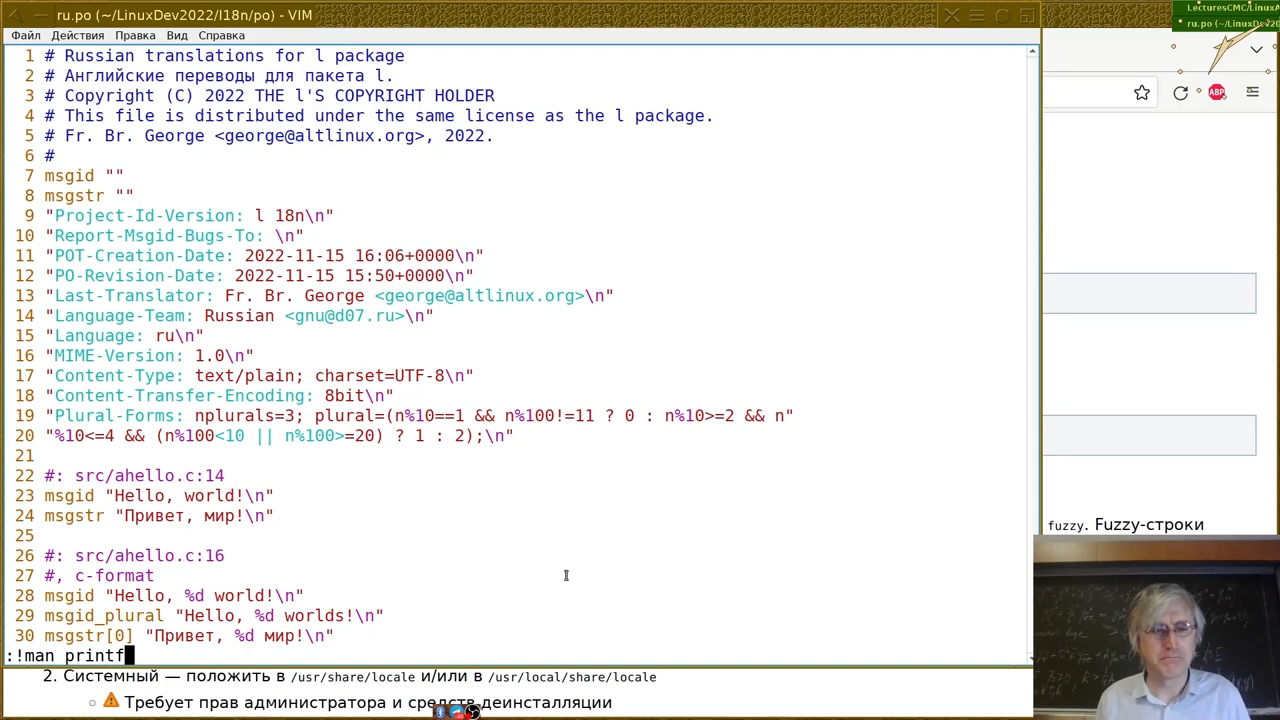 ru.po (~/LinuxDev2022/l18n/po) - VIM
LecturesCMC/LinuxA
ru.po (~/LinuxDev20
Файл Действия Правка Вид Справка
1 # Russian translations for l package
2 # Английские переводы для пакета l.
3 # Copyright (C) 2022 THE l'S COPYRIGHT HOLDER
4 # This file is distributed under the same license as the l package.
5 # Fr. Br. George <george@altlinux.org>, 2022.
6 #
7 msgid ""
8 msgstr ""
9 "Project-Id-Version: l 18n\n"
10 "Report-Msgid-Bugs-To: \n"
11 "POT-Creation-Date: 2022-11-15 16:06+0000\n"
12 "PO-Revision-Date: 2022-11-15 15:50+0000\n"
13 "Last-Translator: Fr. Br. George <george@altlinux.org>\n"
14 "Language-Team: Russian <gnu@d07.ru>\n"
15 "Language: ru\n"
16 "MIME-Version: 1.0\n"
17 "Content-Type: text/plain; charset=UTF-8\n"
18 "Content-Transfer-Encoding: 8bit\n"
19 "Plural-Forms: nplurals=3; plural=(n%10==1 && n%100!=11 ? 0 : n%10>=2 && n"
20 "%10<=4 && (n%100<10 || n%100>=20) ? 1 : 2);\n"
21
22 #: src/ahello.c:14
23 msgid "Hello, world!\n"
24 msgstr "Привет, мир!\n"
25
26 #: src/ahello.c:16
27 #, c-format
28 msgid "Hello, %d world!\n"
29 msgid_plural "Hello, %d worlds!\n"
30 msgstr[0] "Привет, %d мир!\n"
:!man printf
ABP
fuzzy. Fuzzy-строки
2. Системный — положить в /usr/share/locale и/или в /usr/local/share/locale
Требует прав администратора и средств деинсталляции